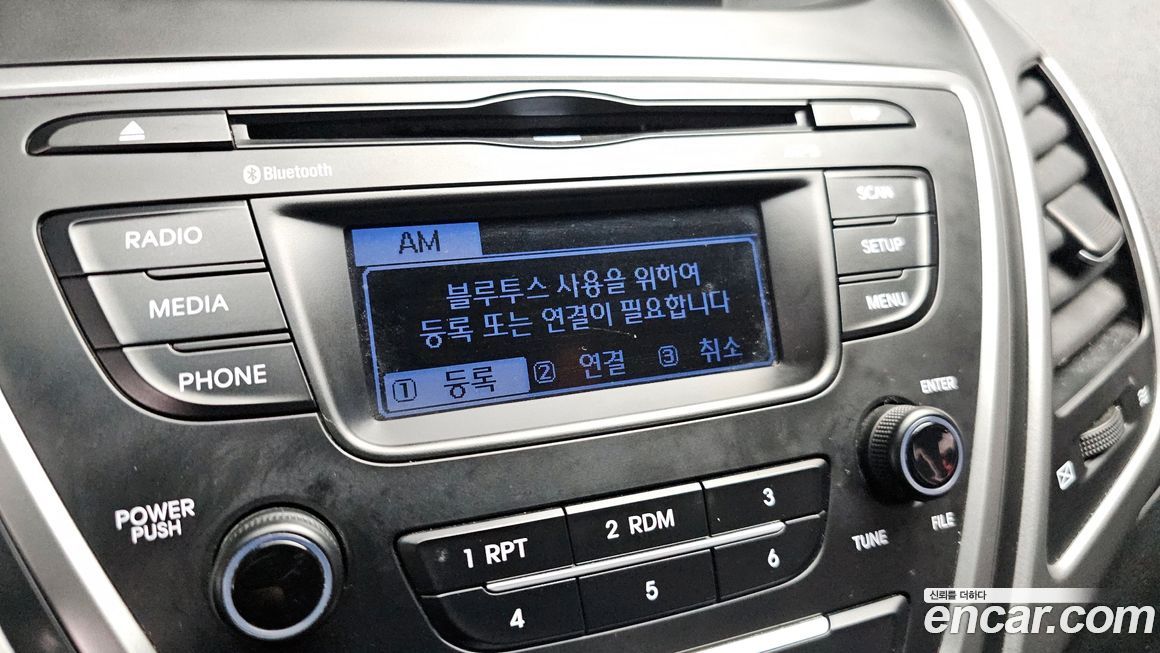 Bluetooth
RADIO
MEDIA
PHONE
AM
블루투스 사용을 위하여
등록 또는 연결이 필요합니다
1 등록 2 연결 3 취소
SCAN
SETUP
MENU
ENTER
TUNE
FILE
POWER
PUSH
1 RPT
2 RDM
3
4
5
6
신뢰를 더하다
encar.com